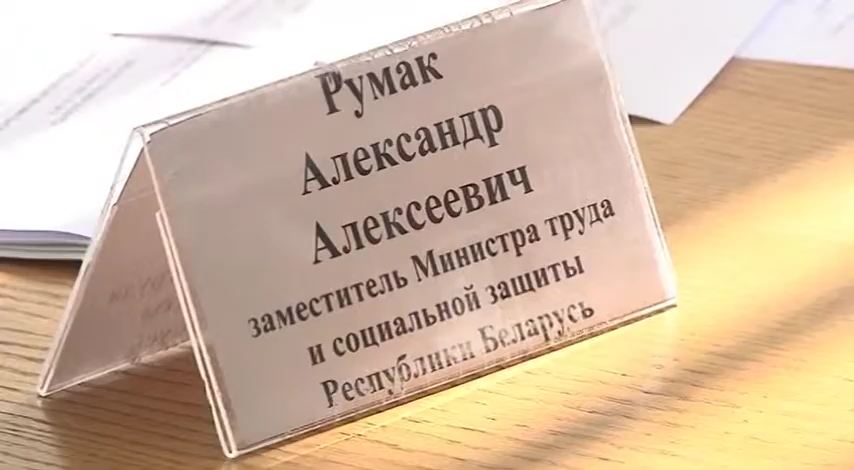 Румак
Александр
Алексеевич
заместитель Министра труда
и социальной защиты
Республики Беларусь